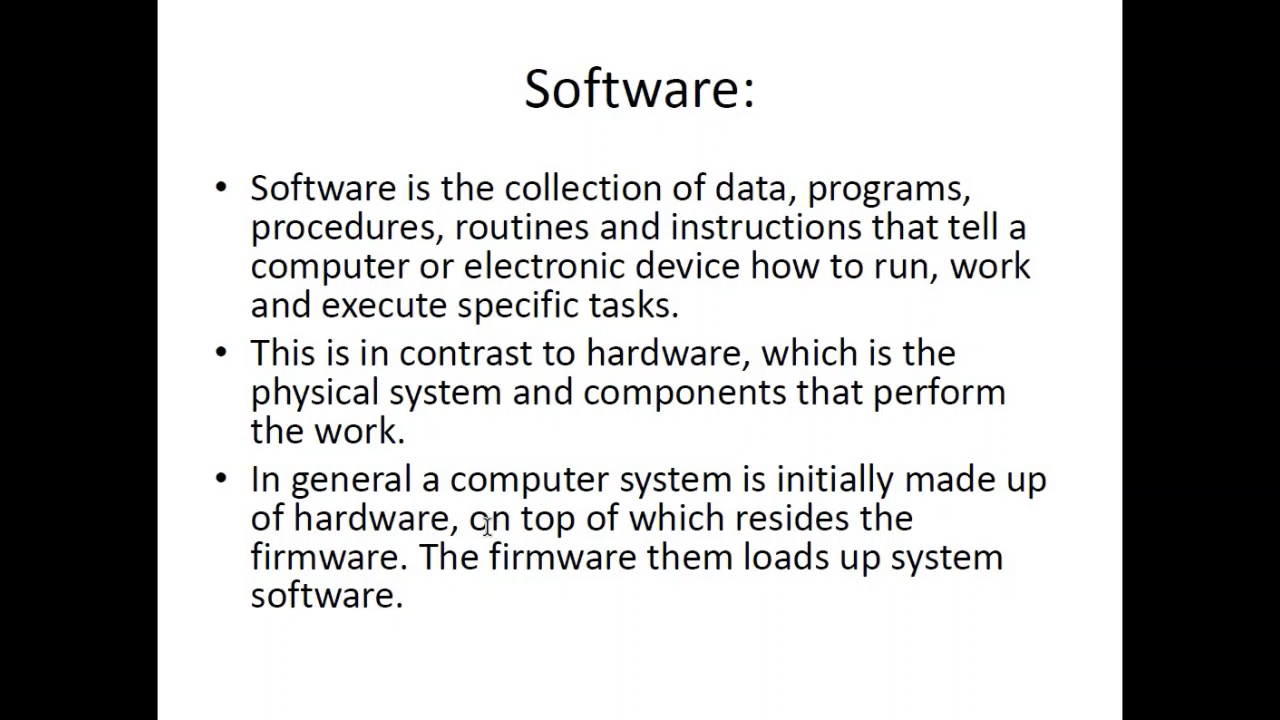 Software:
• Software is the collection of data, programs,
procedures, routines and instructions that tell a
computer or electronic device how to run, work
and execute specific tasks.
• This is in contrast to hardware, which is the
physical system and components that perform
the work.
• In general a computer system is initially made up
of hardware, on top of which resides the
firmware. The firmware them loads up system
software.